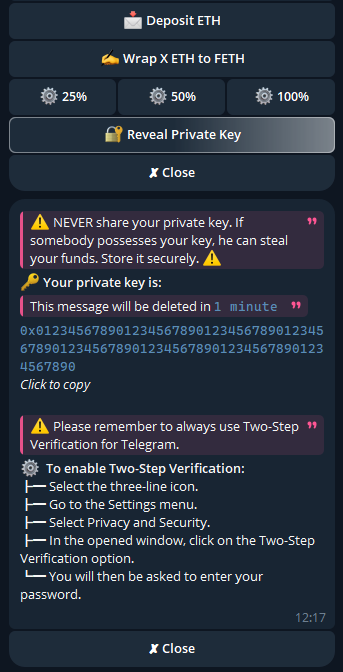 Deposit ETH
Wrap X ETH to FETH
25%
50%
100%
Reveal Private Key
✘ Close
⚠️ NEVER share your private key. If
somebody possesses your key, he can steal
your funds. Store it securely. ⚠️
Your private key is:
This message will be deleted in 1 minute
0x012345678901234567890123456789012345
67890123456789012345678901234567890123
4567890
Click to copy
⚠️ Please remember to always use Two-Step
Verification for Telegram.
To enable Two-Step Verification:
├── Select the three-line icon.
├── Go to the Settings menu.
├── Select Privacy and Security.
├── In the opened window, click on the Two-Step
Verification option.
└── You will then be asked to enter your
password.
12:17
✘ Close